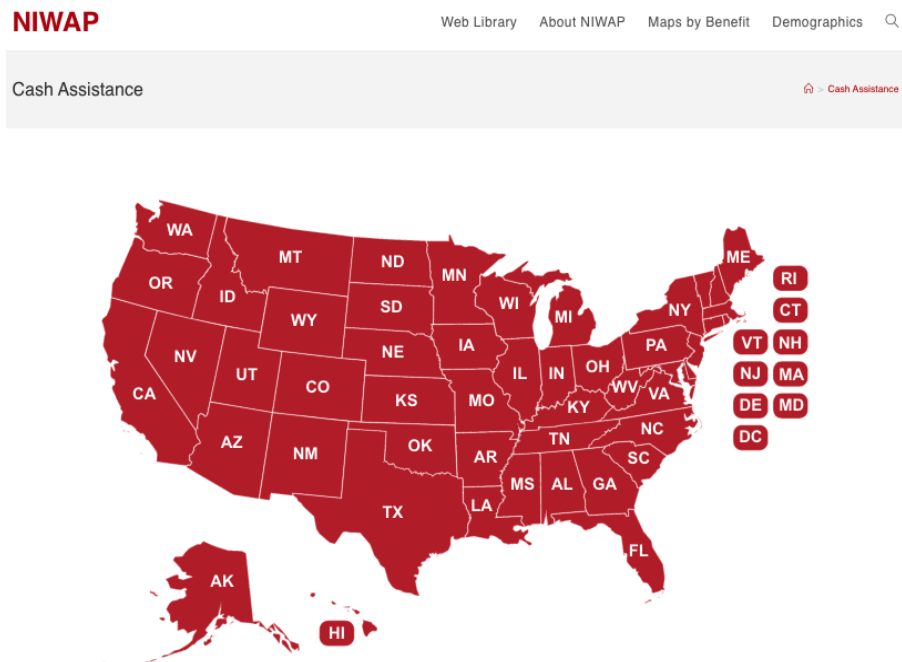 NIWAP
Web Library About NIWAP Maps by Benefit Demographics
Cash Assistance
> Cash Assistance
WA
MT
ND
MN
ME
OR
ID
SD
WI
MI
NY
RI
WY
CT
NV
UT
CO
NE
IA
IL
IN
OH
PA
VT NH
CA
KS
MO
WV
VA
KY
NJ MA
AZ
NM
OK
AR
TN
NC
SC
DE MD
DC
TX
LA
MS
AL
GA
FL
AK
HI